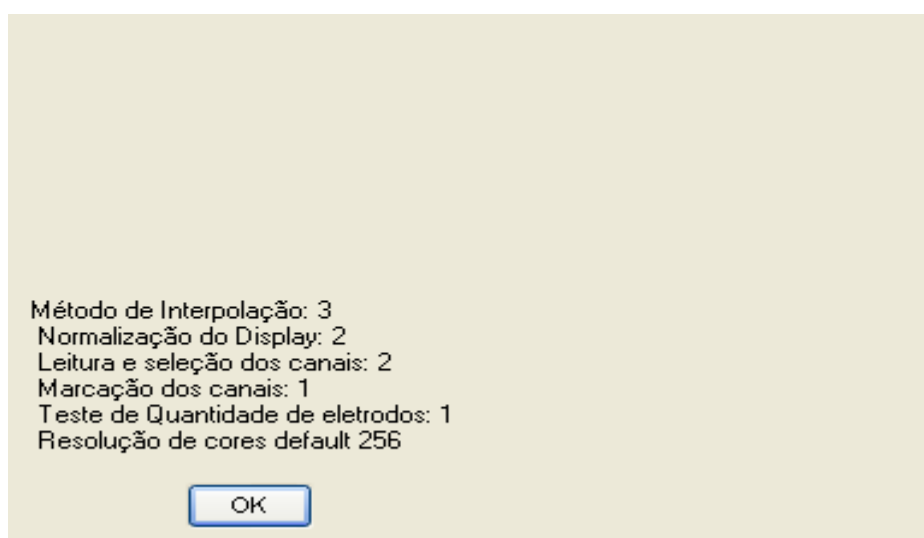 Método de Interpolação: 3
Normalização do Display: 2
Leitura e seleção dos canais: 2
Marcação dos canais: 1
Teste de Quantidade de eletrodos: 1
Resolução de cores default 256
OK